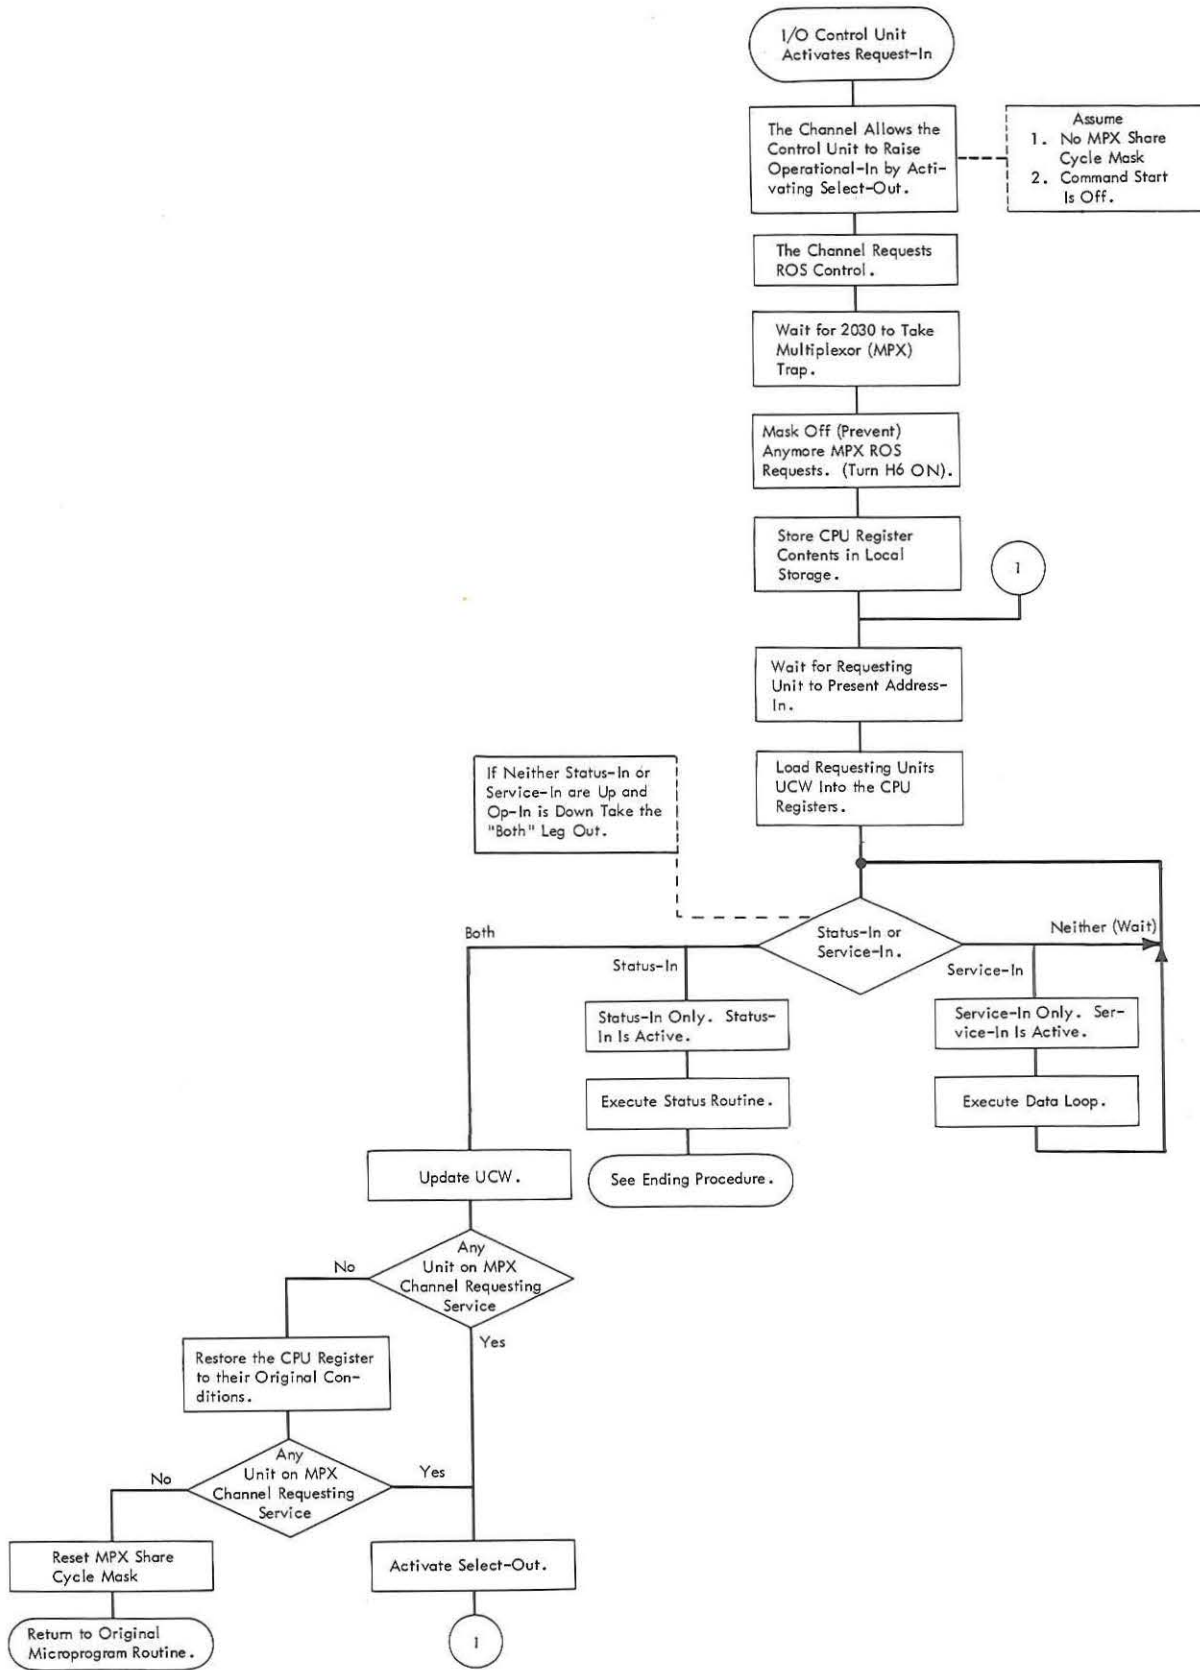 I/O Control Unit
Activates Request-In
The Channel Allows the
Control Unit to Raise
Operational-In by Acti-
vating Select-Out.
Assume
1. No MPX Share
Cycle Mask
2. Command Start
Is Off.
The Channel Requests
ROS Control.
Wait for 2030 to Take
Multiplexor (MPX)
Trap.
Mask Off (Prevent)
Anymore MPX ROS
Requests. (Turn H6 ON).
Store CPU Register
Contents in Local
Storage.
1
Wait for Requesting
Unit to Present Address-
In.
Load Requesting Units
UCW Into the CPU
Registers.
If Neither Status-In or
Service-In are Up and
Op-In is Down Take the
"Both" Leg Out.
Status-In or
Service-In.
Both
Status-In
Neither (Wait)
Service-In
Status-In Only. Status-
In Is Active.
Service-In Only. Ser-
vice-In Is Active.
Execute Status Routine.
Execute Data Loop.
See Ending Procedure.
Update UCW.
Any
Unit on MPX
Channel Requesting
Service
No
Yes
Restore the CPU Register
to their Original Con-
ditions.
Any
Unit on MPX
Channel Requesting
Service
No
Yes
Reset MPX Share
Cycle Mask
Activate Select-Out.
Return to Original
Microprogram Routine.
1